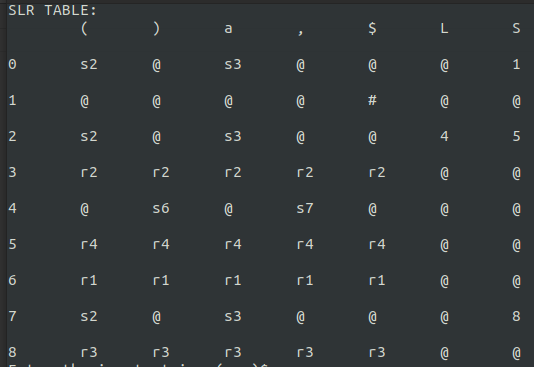 SLR TABLE:
( ) a , $ L S
0 s2 @ s3 @ @ @ 1
1 @ @ @ @ # @ @
2 s2 @ s3 @ @ 4 5
3 r2 r2 r2 r2 r2 @ @
4 @ s6 @ s7 @ @ @
5 r4 r4 r4 r4 r4 @ @
6 r1 r1 r1 r1 r1 @ @
7 s2 @ s3 @ @ @ 8
8 r3 r3 r3 r3 r3 @ @